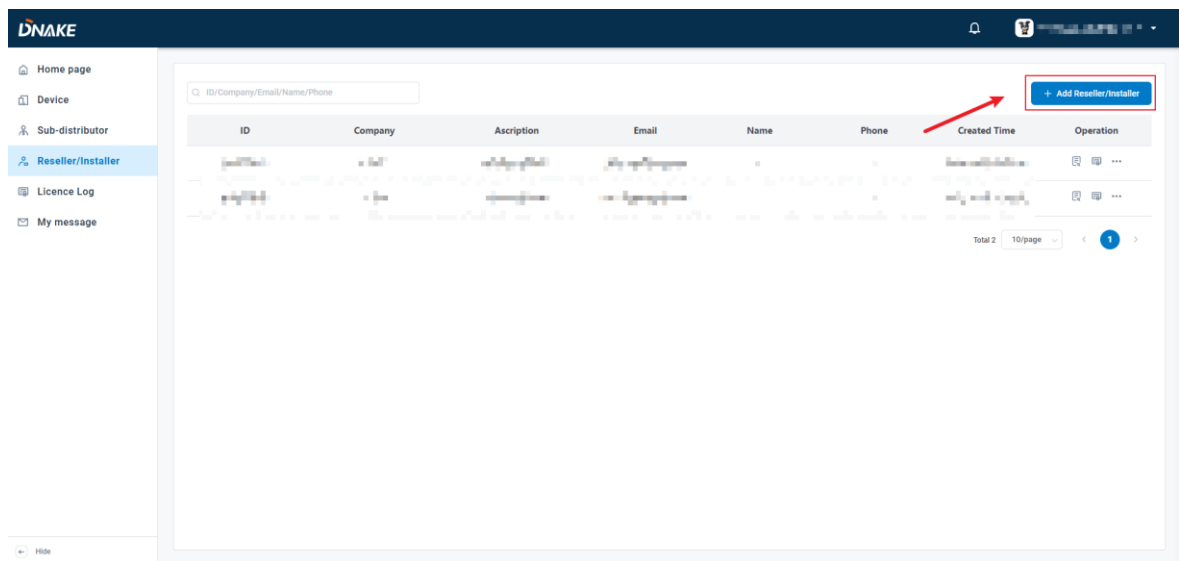 DNAKE
Home page
Device
Sub-distributor
Reseller/Installer
Licence Log
My message
Hide
ID/Company/Email/Name/Phone
+ Add Reseller/Installer
ID Company Ascription Email Name Phone Created Time Operation
Total 2 10/page 1